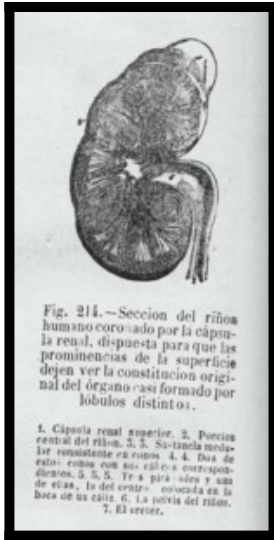 Fig. 214.—Seccion del riñon
humano coronado por la cápsu-
la renal, dispuesta para que las
prominencias de la superficie
dejen ver la constitucion origi-
nal del órgano casi formado por
lóbulos distintos.
1. Cápsula renal superior. 2. Porcion
central del riñon. 3. 3. Sustancia medu-
lar consistente en conos 4. 4. Dos de
estos conos con sus cálices correspon-
dientes. 5. 5. 5. Tres pirámides y una
de ellas, la del centro colocada en la
boca de un cáliz. 6. La pelvis del riñon.
7. El ureter.